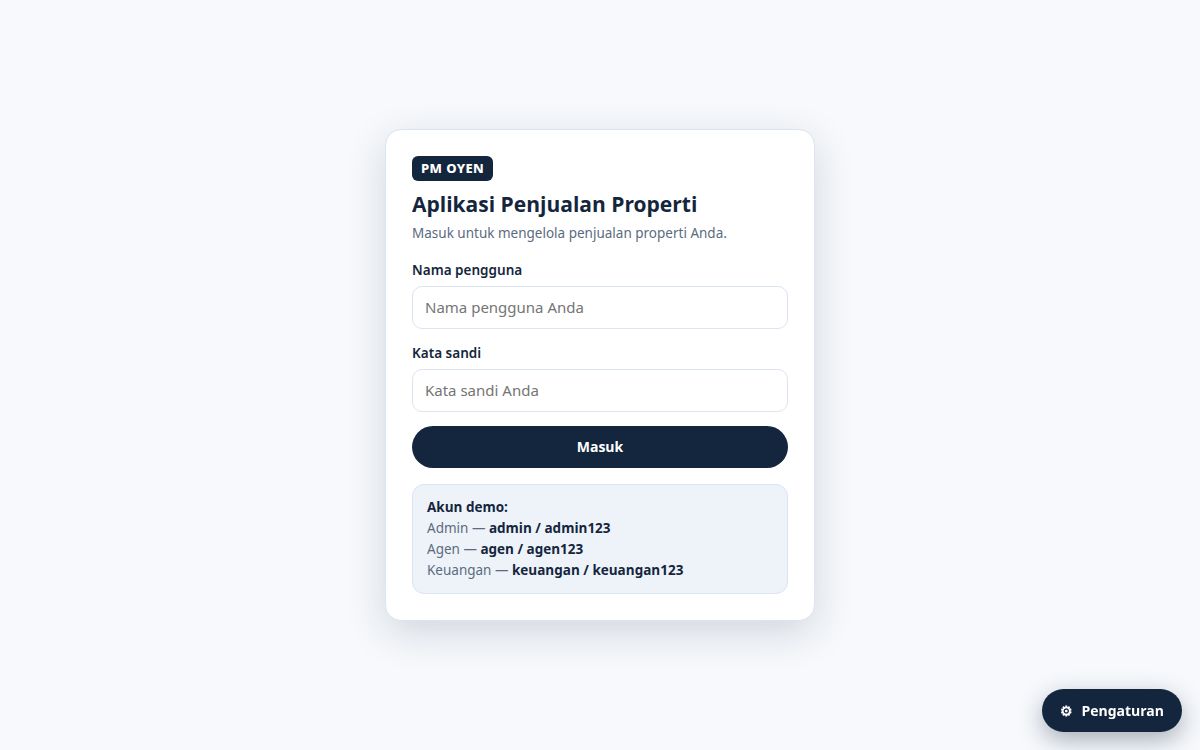 PM OYEN
Aplikasi Penjualan Properti
Masuk untuk mengelola penjualan properti Anda.
Nama pengguna
Nama pengguna Anda
Kata sandi
Kata sandi Anda
Masuk
Akun demo:
Admin — admin / admin123
Agen — agen / agen123
Keuangan — keuangan / keuangan123
⚙ Pengaturan